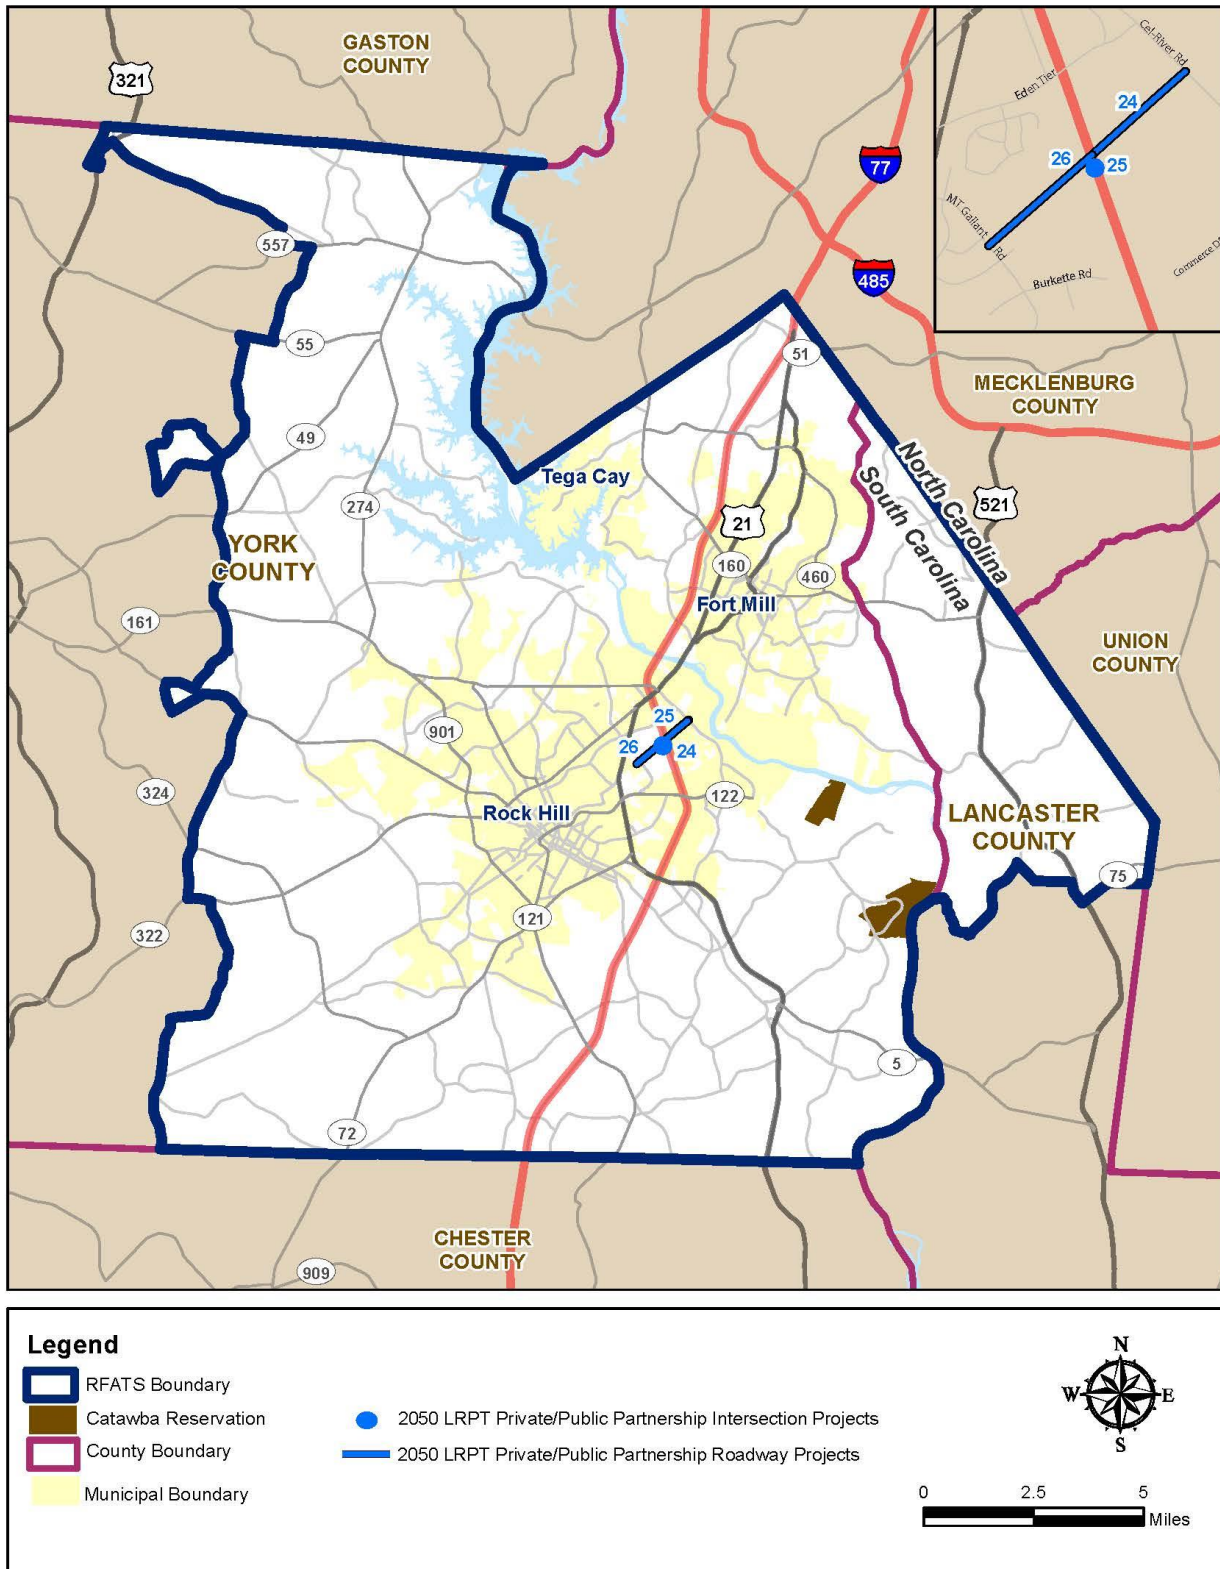 GASTON
COUNTY
321
77
485
557
55
51
MECKLENBURG
COUNTY
49
Tega Cay
North Carolina
South Carolina
521
274
21
YORK
COUNTY
160
460
Fort Mill
161
UNION
COUNTY
25
901
26
24
324
122
Rock Hill
LANCASTER
COUNTY
75
121
322
5
72
CHESTER
COUNTY
909
Cel-River Rd
Eden Tier
24
26
25
MT Gallant Rd
Burkette Rd
Legend
RFATS Boundary
Catawba Reservation
County Boundary
Municipal Boundary
2050 LRPT Private/Public Partnership Intersection Projects
2050 LRPT Private/Public Partnership Roadway Projects
N
W
E
S
0
2.5
5
Miles